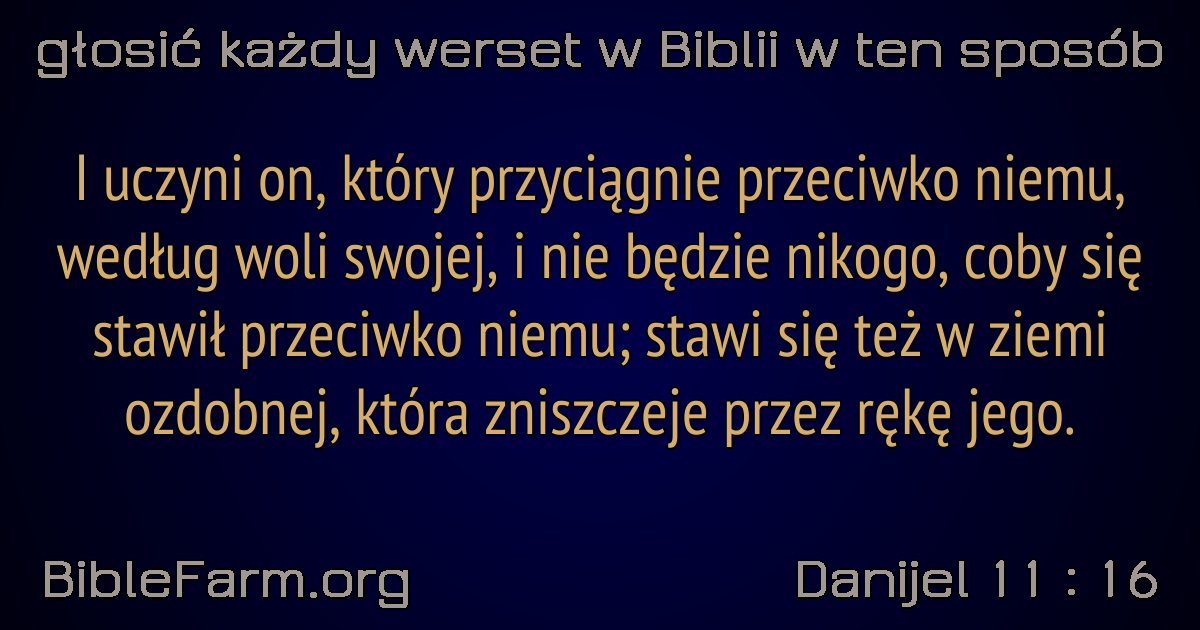 głosić każdy werset w Biblii w ten sposób
I uczyni on, który przyciągnie przeciwko niemu,
według woli swojej, i nie będzie nikogo, coby się
stawił przeciwko niemu; stawi się też w ziemi
ozdobnej, która zniszczeje przez rękę jego.
BibleFarm.org
Danijel 11 : 16